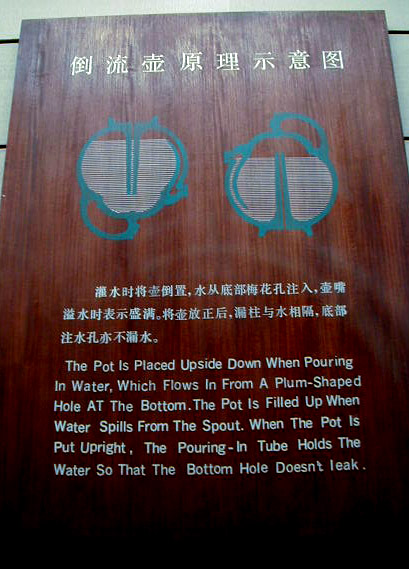 倒流壶原理示意图
灌水时将壶倒置,水从底部梅花孔注入,壶嘴
溢水时表示盛满。将壶放正后,漏柱与水相隔,底部
注水孔亦不漏水。
The Pot Is Placed Upside Down When Pouring
In Water, Which Flows In From A Plum-Shaped
Hole AT The Bottom.The Pot Is Filled Up When
Water Spills From The Spout. When The Pot Is
Put Upright, The Pouring-In Tube Holds The
Water So That The Bottom Hole Doesn't leak.